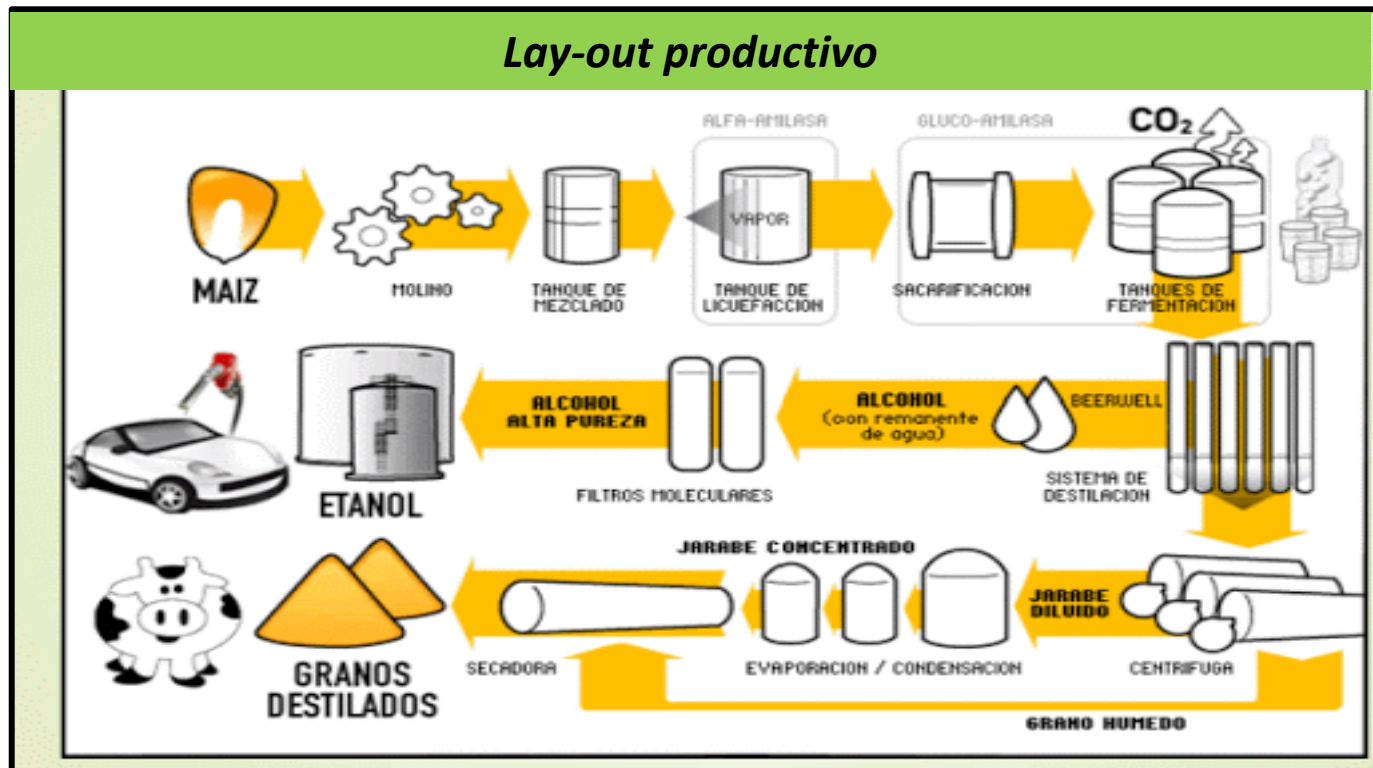 Lay-out productivo
ALFA-AMILASA
GLUCO-AMILASA
CO₂
VAPOR
MAIZ
MOLINO
TANQUE DE
MEZCLADO
TANQUE DE
LICUEFACCION
SACARIFICACION
TANQUES DE
FERMENTACION
ALCOHOL
ALTA PUREZA
ALCOHOL
(con remanente
de agua)
BEERWELL
SISTEMA DE
DESTILACION
FILTROS MOLECULARES
ETANOL
JARABE CONCENTRADO
JARABE
DILUIDO
SECADORA
EVAPORACION / CONDENSACION
CENTRIFUGA
GRANOS
DESTILADOS
GRANO HUMEDO